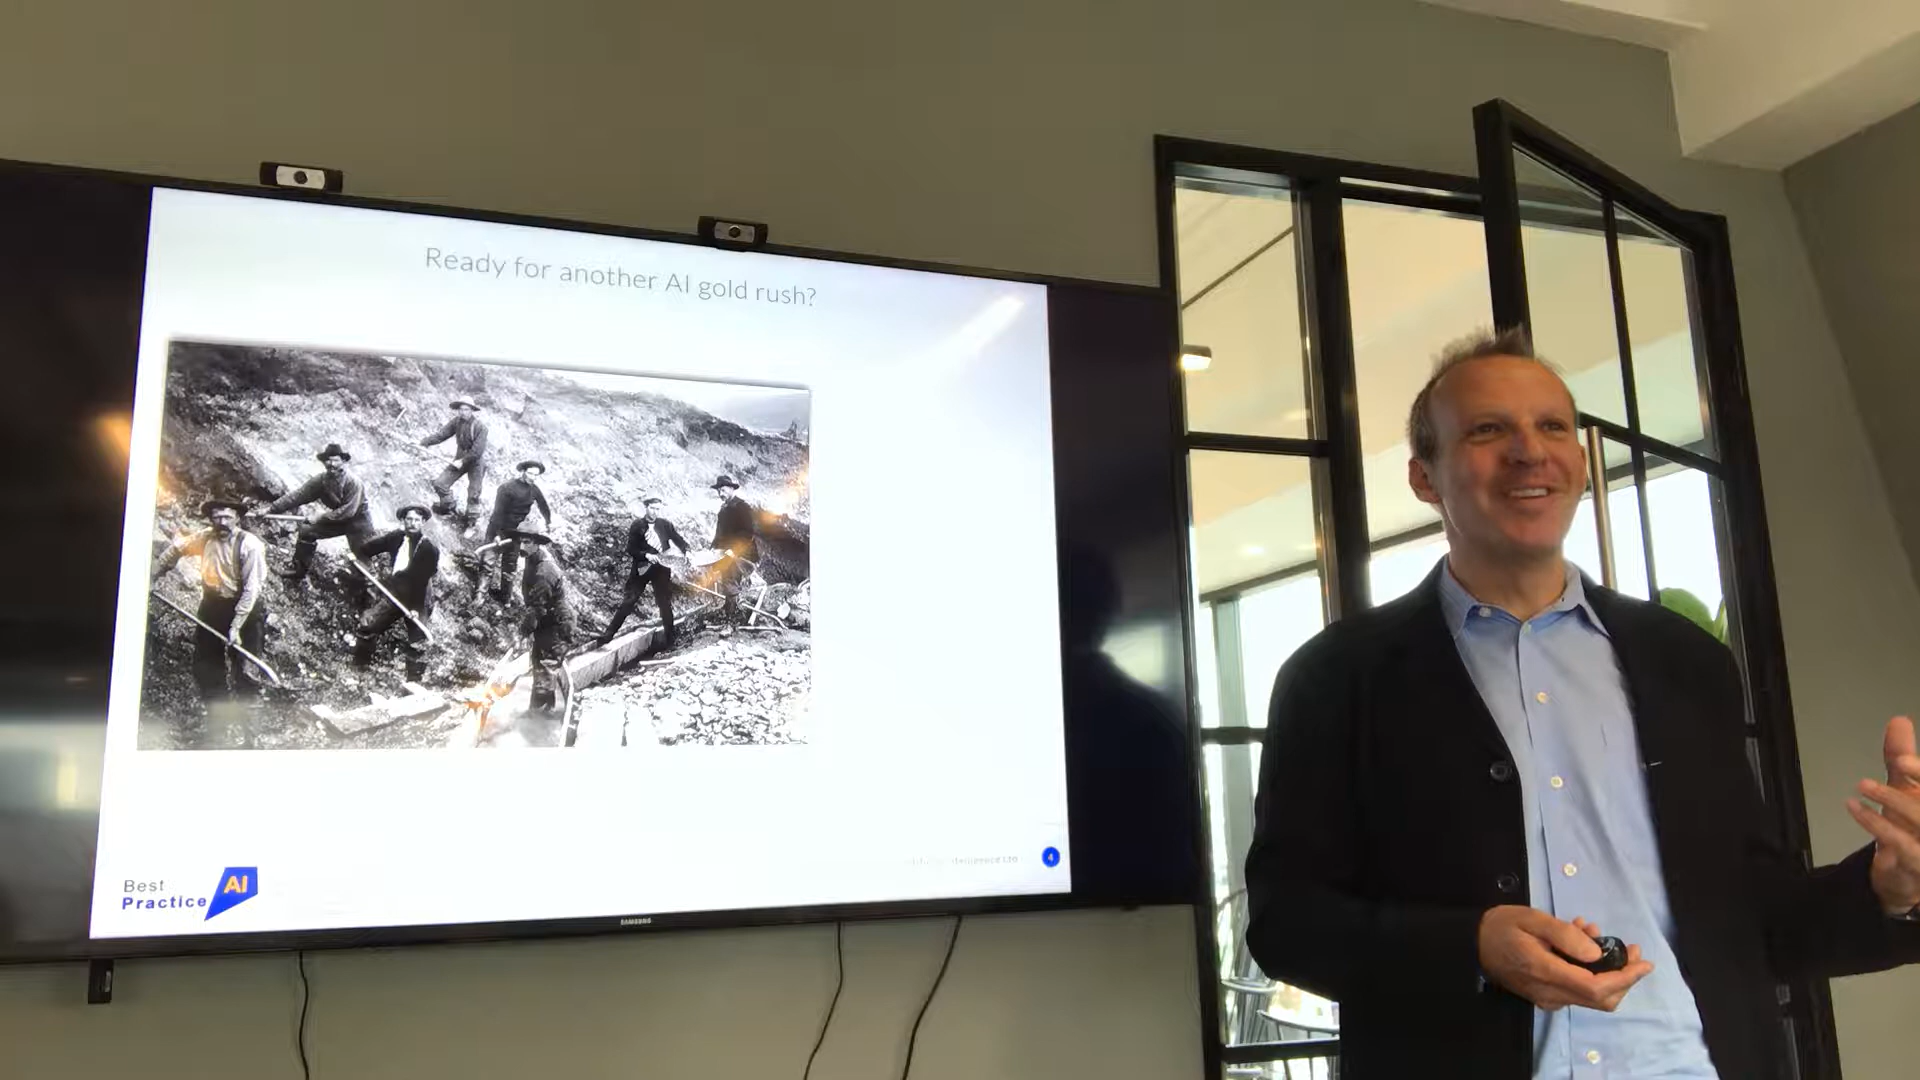 Ready for another AI gold rush?
4
Best
Practice
AI
SAMSUNG